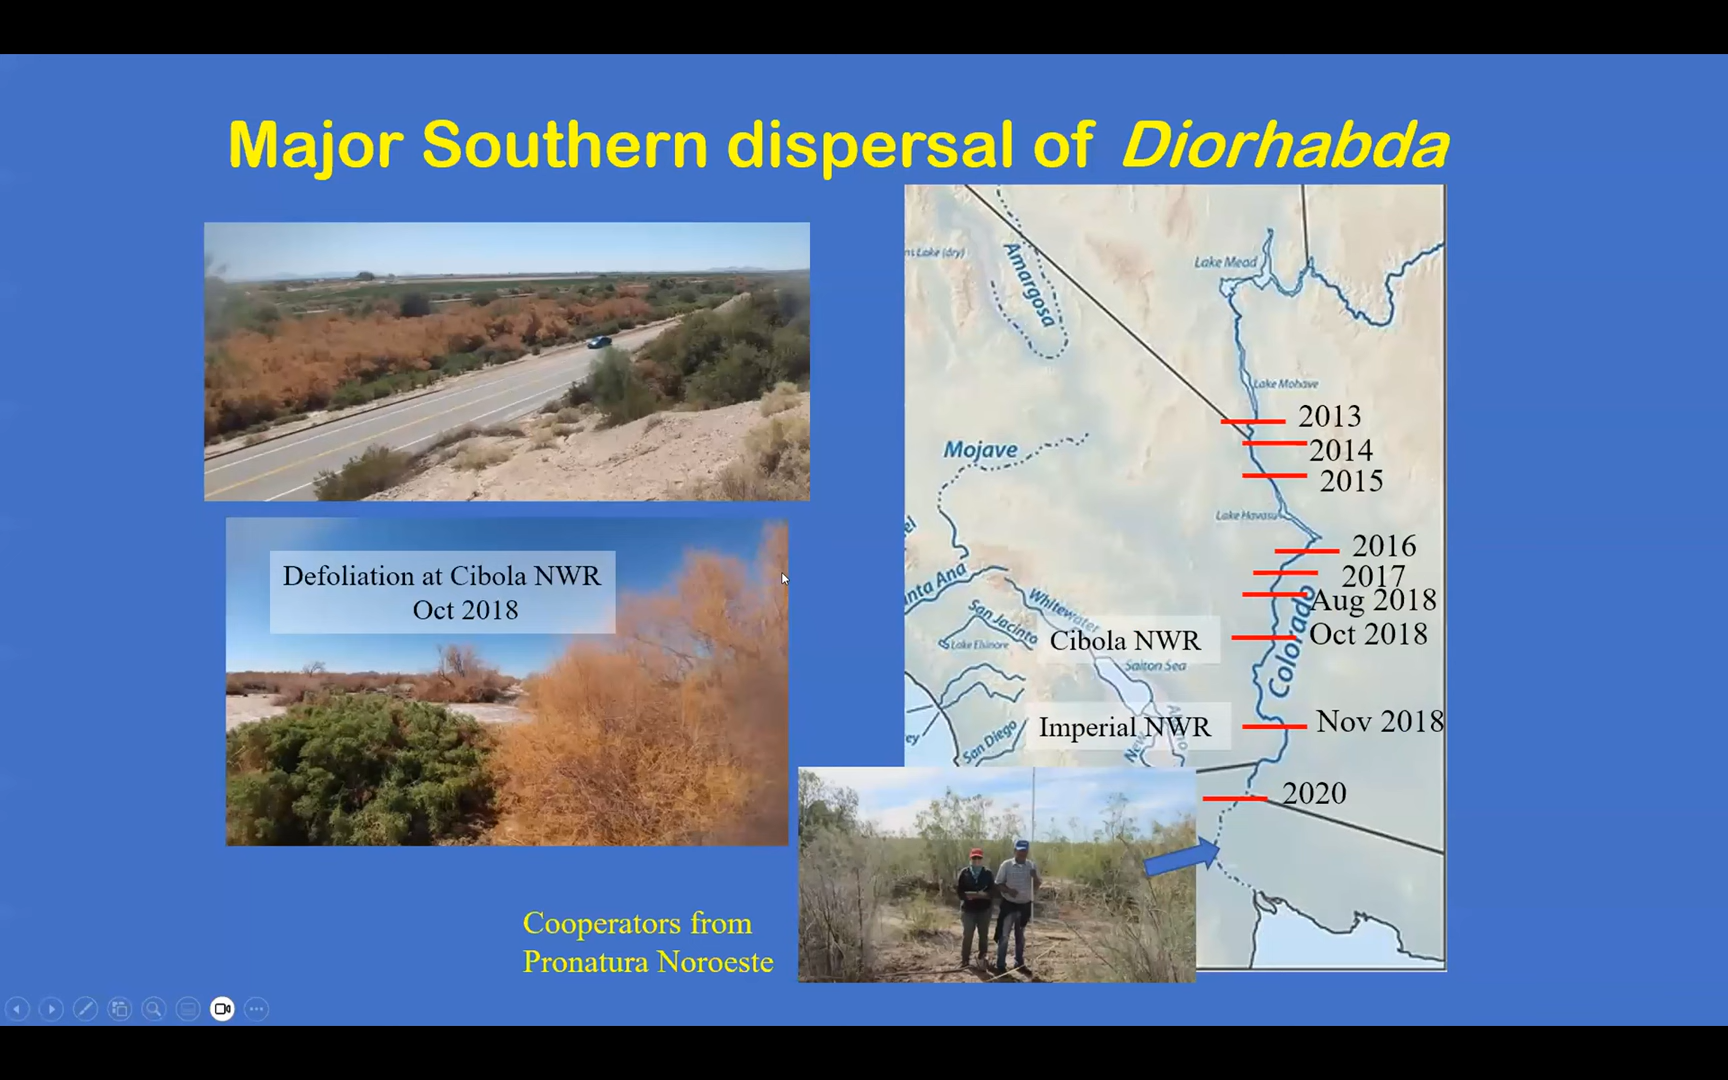 Major Southern dispersal of Diorhabda
Defoliation at Cibola NWR
Oct 2018
Cooperators from
Pronatura Noroeste
Amargosa
Lake Mead
Lake Mohave
2013
2014
Mojave
2015
Lake Havasu
2016
2017
Aug 2018
Oct 2018
Colorado
Santa Ana
San Jacinto
Whitewater
Lake Elsinore
Cibola NWR
Salton Sea
Imperial NWR
Nov 2018
San Diego
New
2020